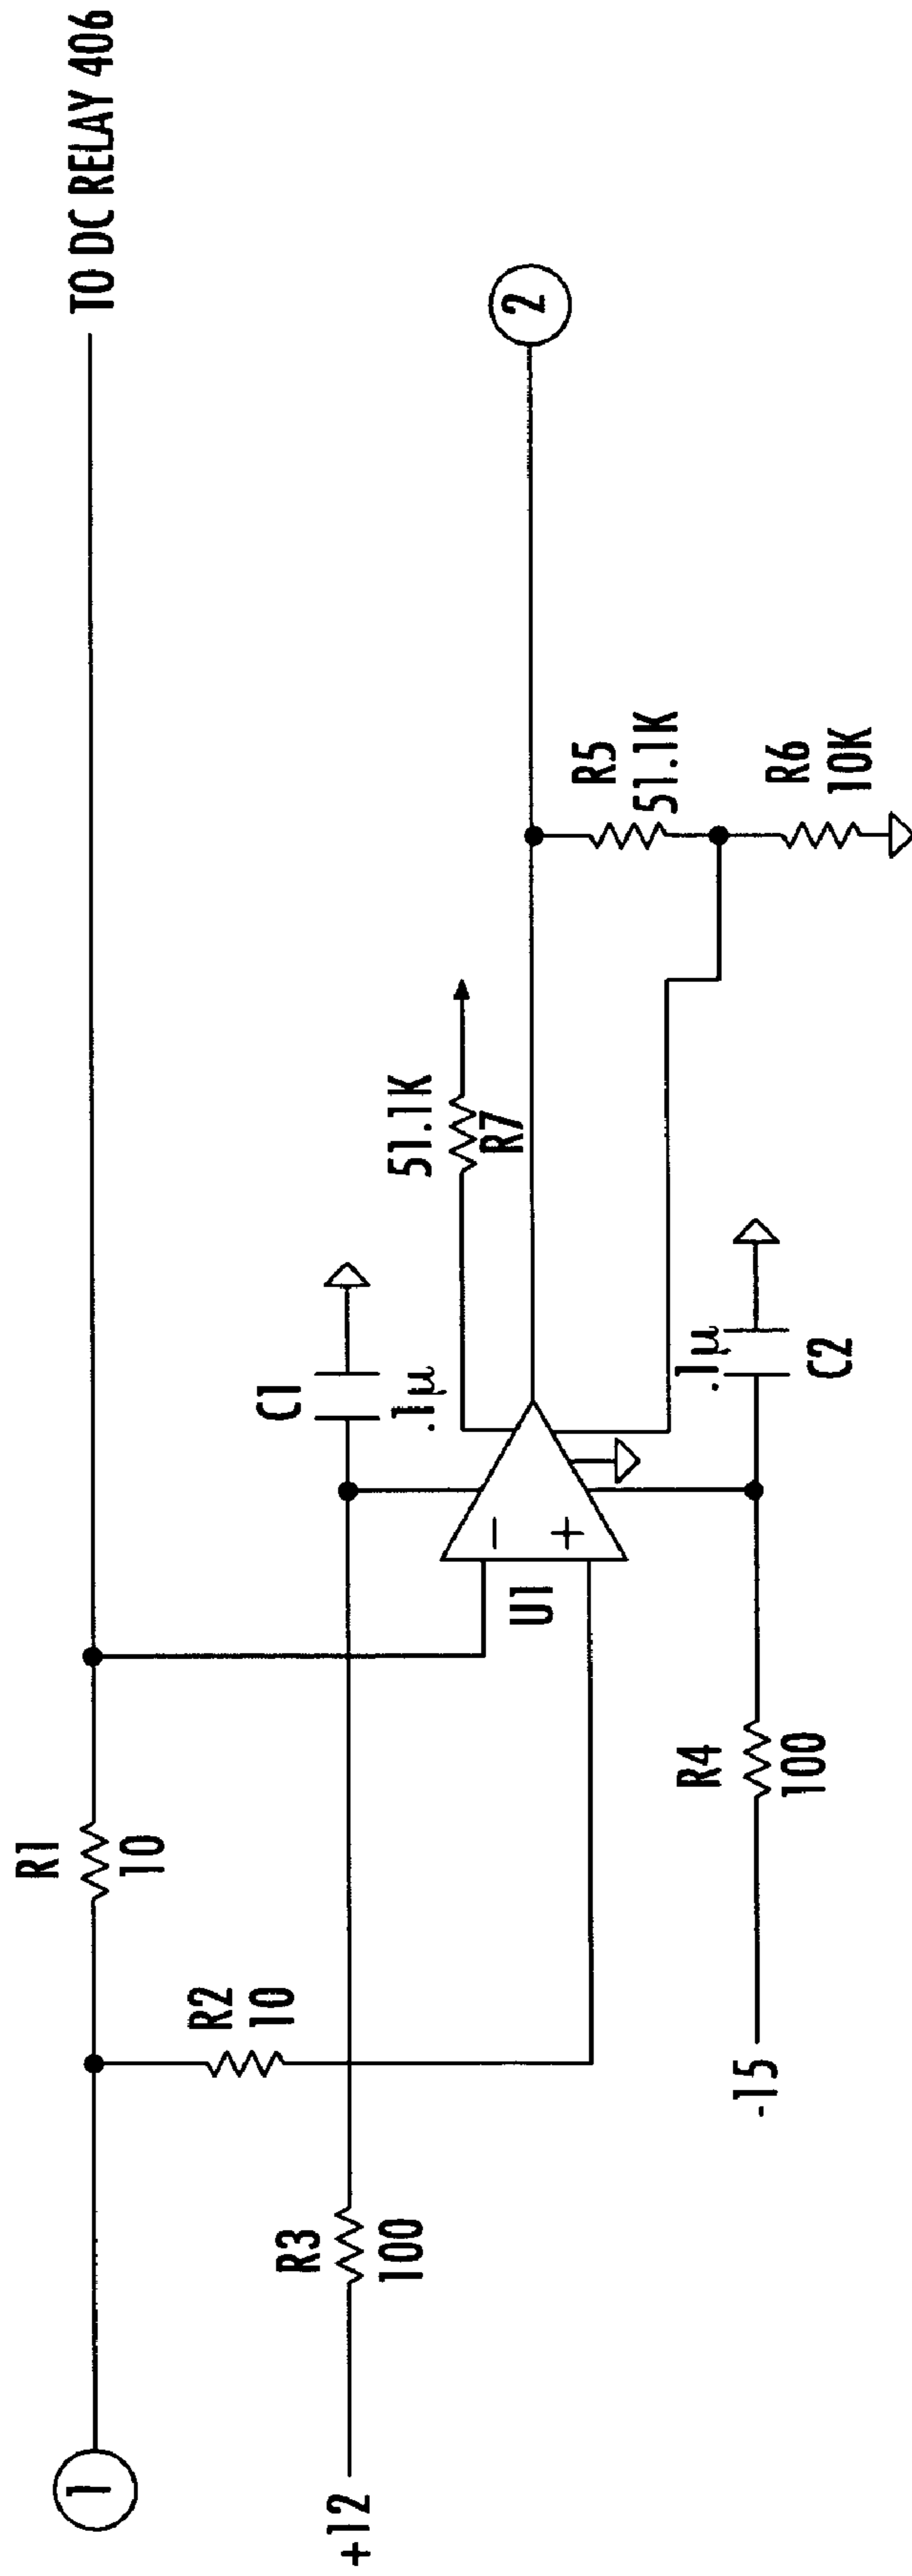 TO DC RELAY 406
1
R1
10
R2
10
R3
100
+12
C1
.1µ
51.1K
R7
2
U1
−
+
R5
51.1K
R6
10K
.1µ
C2
R4
100
-15